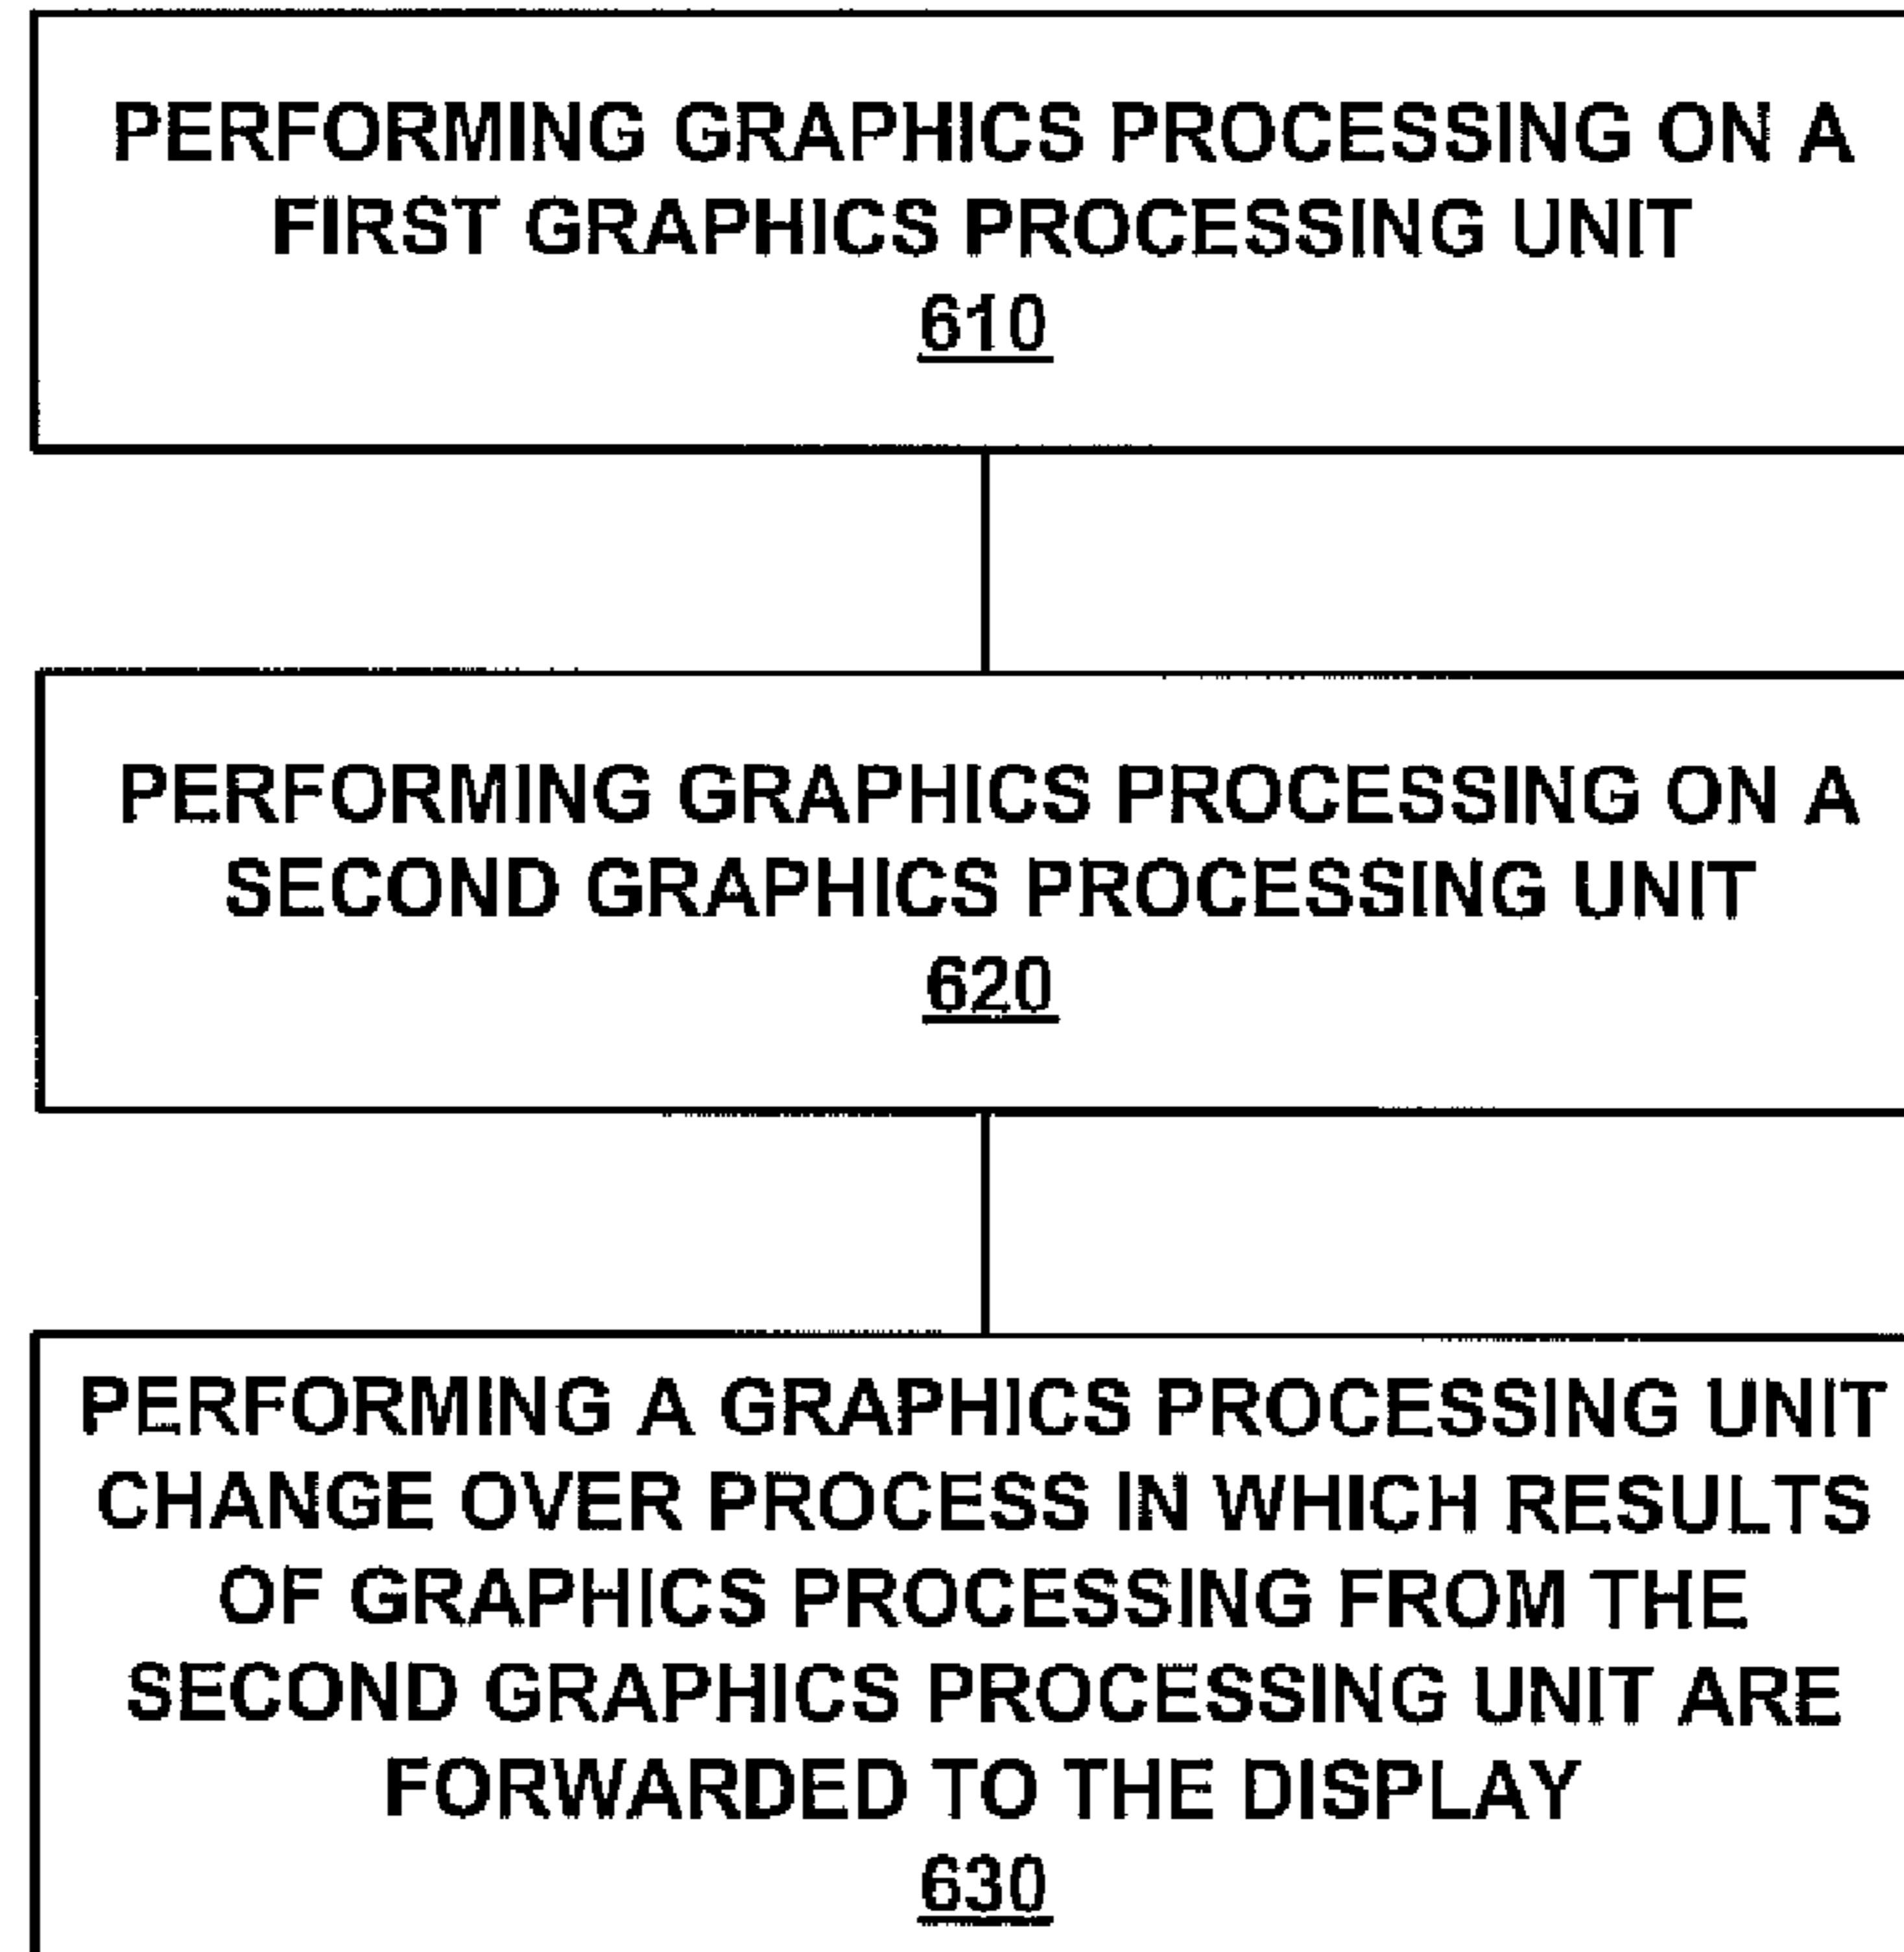 PERFORMING GRAPHICS PROCESSING ON A
FIRST GRAPHICS PROCESSING UNIT
610
PERFORMING GRAPHICS PROCESSING ON A
SECOND GRAPHICS PROCESSING UNIT
620
PERFORMING A GRAPHICS PROCESSING UNIT
CHANGE OVER PROCESS IN WHICH RESULTS
OF GRAPHICS PROCESSING FROM THE
SECOND GRAPHICS PROCESSING UNIT ARE
FORWARDED TO THE DISPLAY
630